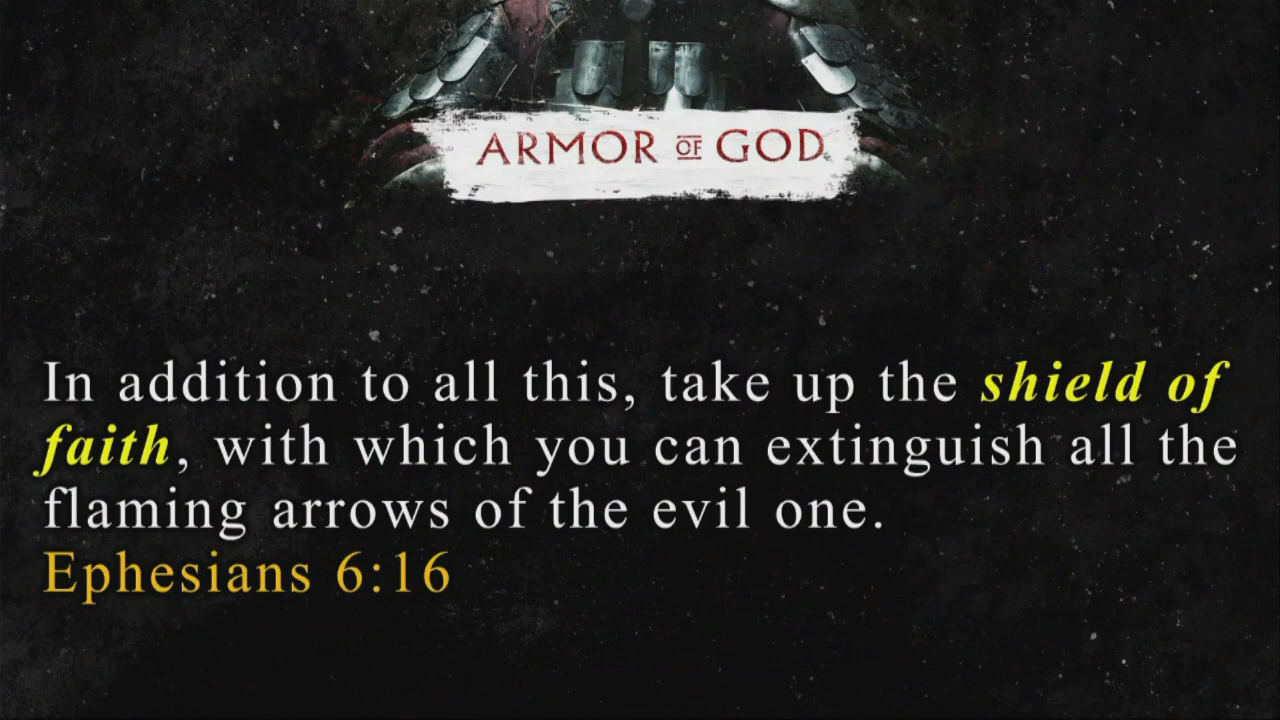 ARMOR OF GOD
In addition to all this, take up the shield of
faith, with which you can extinguish all the
flaming arrows of the evil one.
Ephesians 6:16